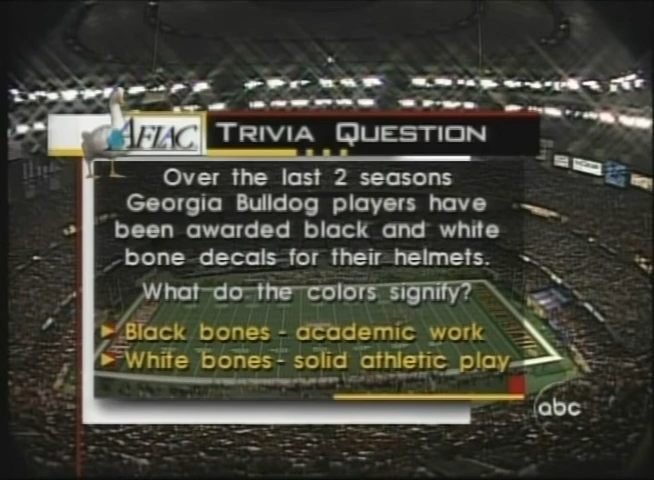 AFLAC
TRIVIA QUESTION
Over the last 2 seasons
Georgia Bulldog players have
been awarded black and white
bone decals for their helmets.
What do the colors signify?
Black bones - academic work
White bones - solid athletic play
abc